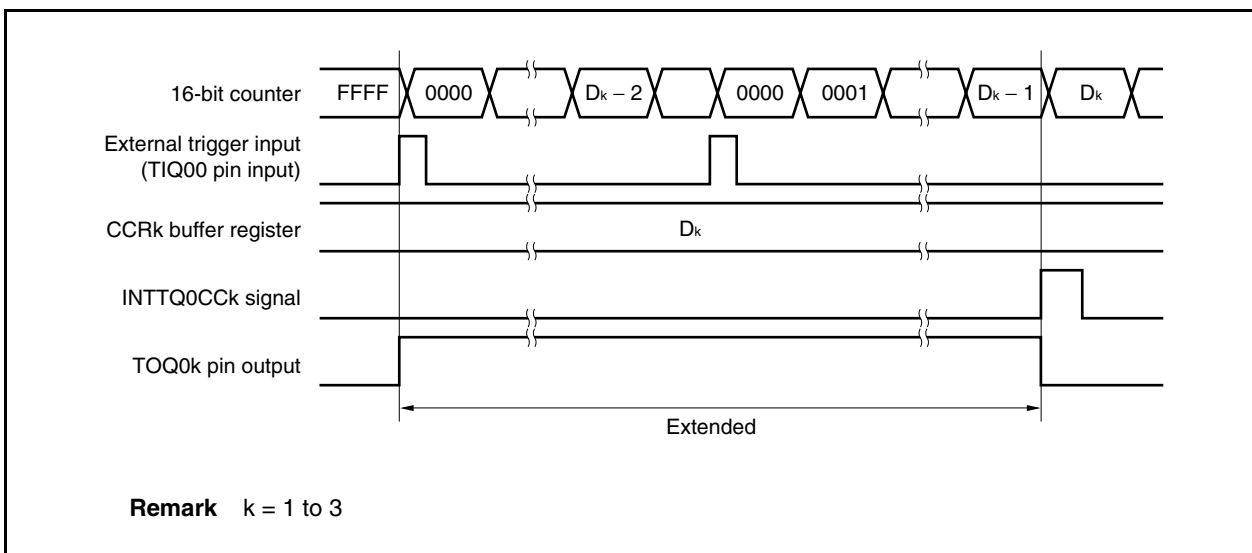 16-bit counter FFFF 0000 Dk − 2 0000 0001 Dk − 1 Dk
External trigger input
(TIQ00 pin input)
CCRk buffer register Dk
INTTQ0CCk signal
TOQ0k pin output
Extended
Remark k = 1 to 3